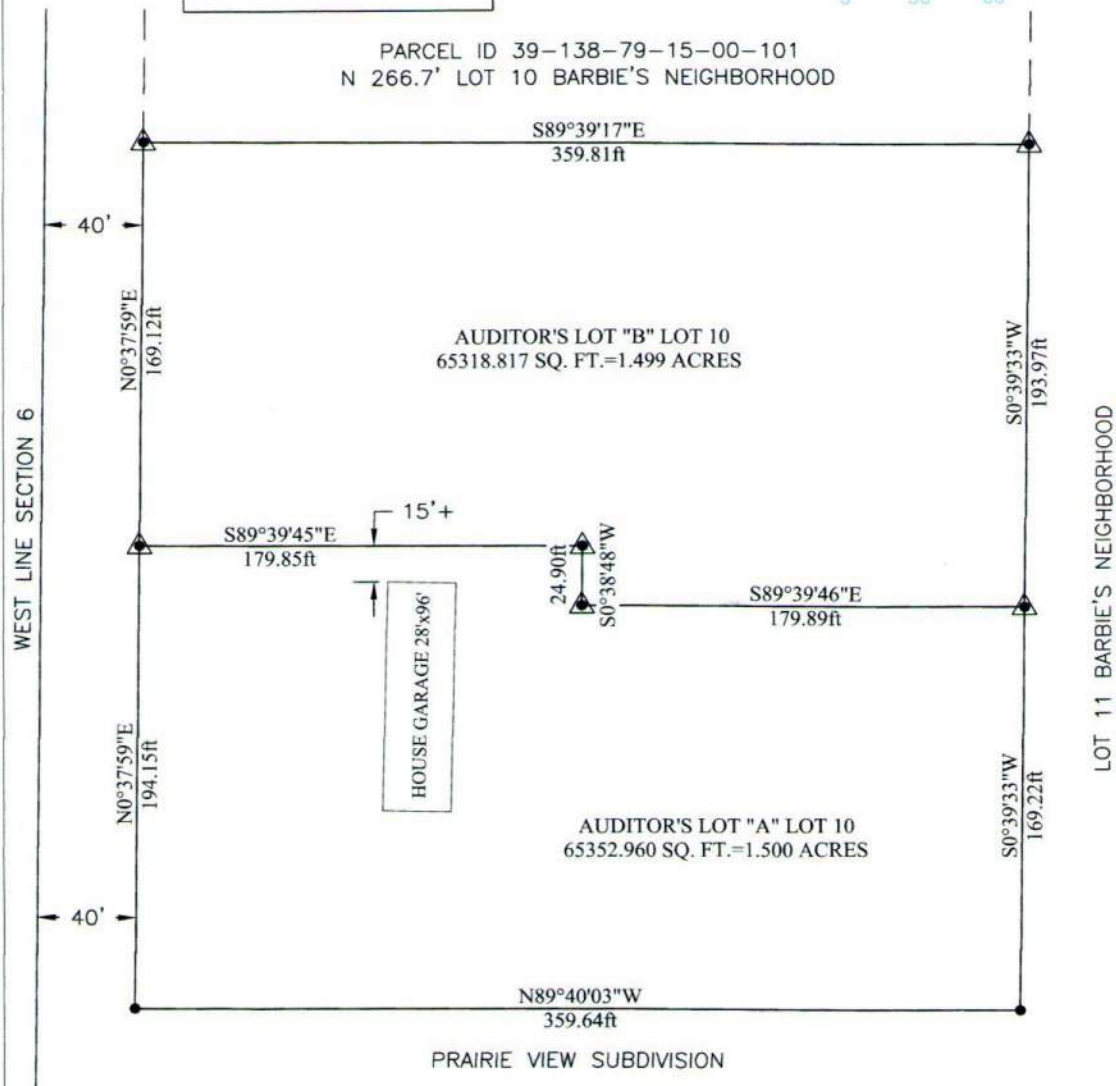 PARCEL ID 39-138-79-15-00-101
N 266.7' LOT 10 BARBIE'S NEIGHBORHOOD
S89°39'17"E
359.81ft
40'
N0°37'59"E
169.12ft
AUDITOR'S LOT "B" LOT 10
65318.817 SQ. FT.=1.499 ACRES
S0°39'33"W
193.97ft
WEST LINE SECTION 6
LOT 11 BARBIE'S NEIGHBORHOOD
15'+
S89°39'45"E
179.85ft
24.90ft
S0°38'48"W
S89°39'46"E
179.89ft
HOUSE GARAGE 28'x96'
N0°37'59"E
194.15ft
AUDITOR'S LOT "A" LOT 10
65352.960 SQ. FT.=1.500 ACRES
S0°39'33"W
169.22ft
40'
N89°40'03"W
359.64ft
PRAIRIE VIEW SUBDIVISION